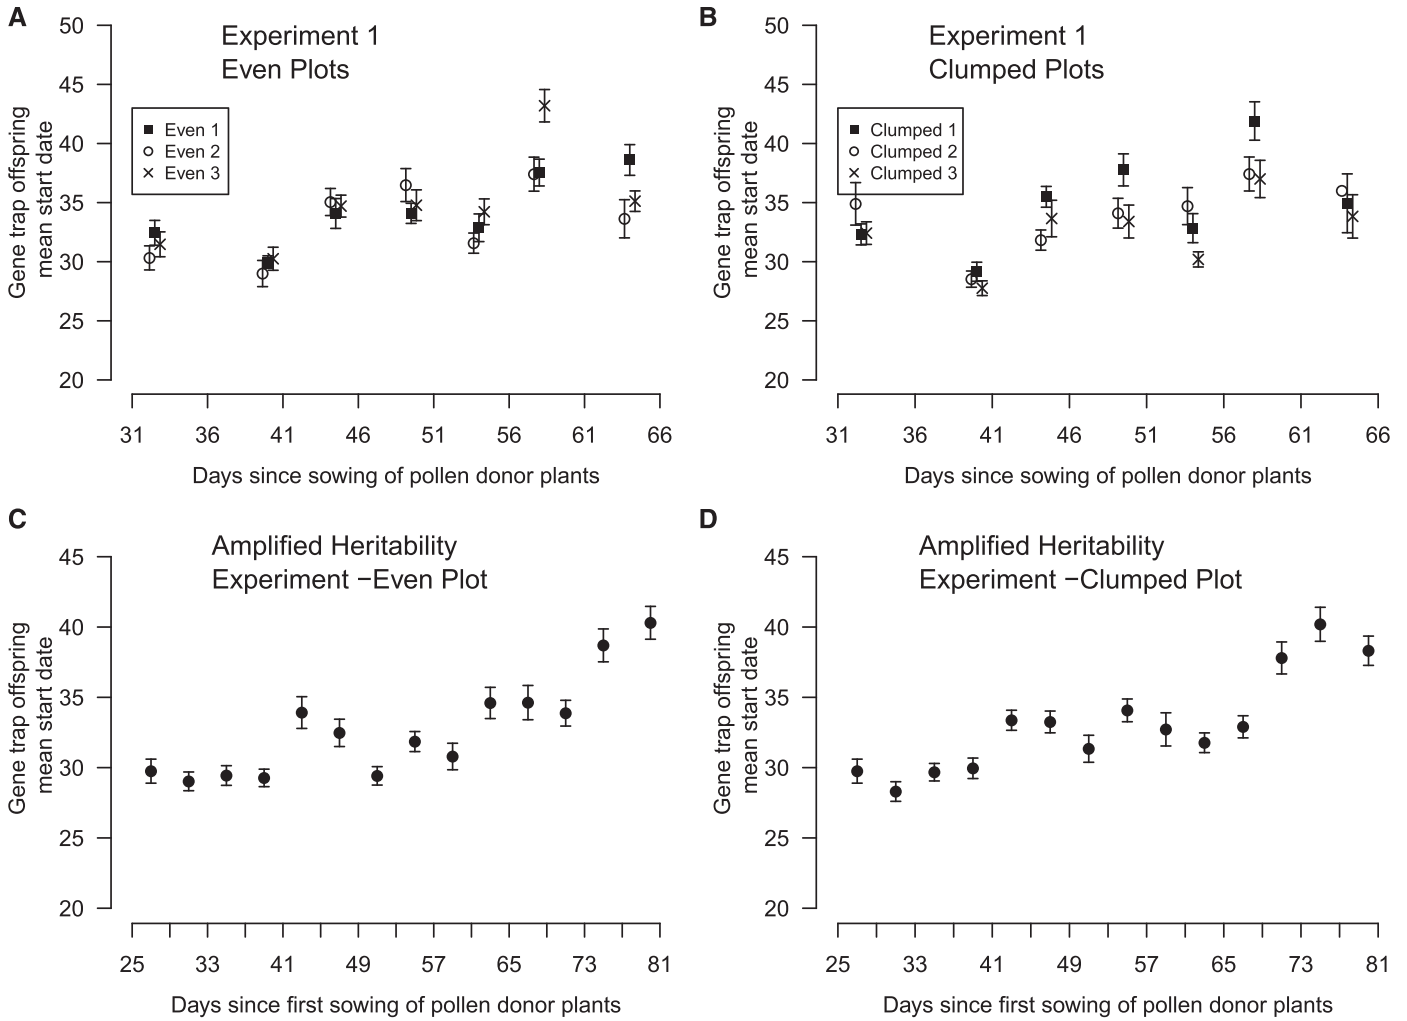 A
Experiment 1
Even Plots
50
45
40
35
30
25
20
Gene trap offspring
mean start date
Even 1
Even 2
Even 3
31 36 41 46 51 56 61 66
Days since sowing of pollen donor plants
B
Experiment 1
Clumped Plots
50
45
40
35
30
25
20
Gene trap offspring
mean start date
Clumped 1
Clumped 2
Clumped 3
31 36 41 46 51 56 61 66
Days since sowing of pollen donor plants
C
Amplified Heritability
Experiment −Even Plot
45
40
35
30
25
20
Gene trap offspring
mean start date
25 33 41 49 57 65 73 81
Days since first sowing of pollen donor plants
D
Amplified Heritability
Experiment −Clumped Plot
45
40
35
30
25
20
Gene trap offspring
mean start date
25 33 41 49 57 65 73 81
Days since first sowing of pollen donor plants